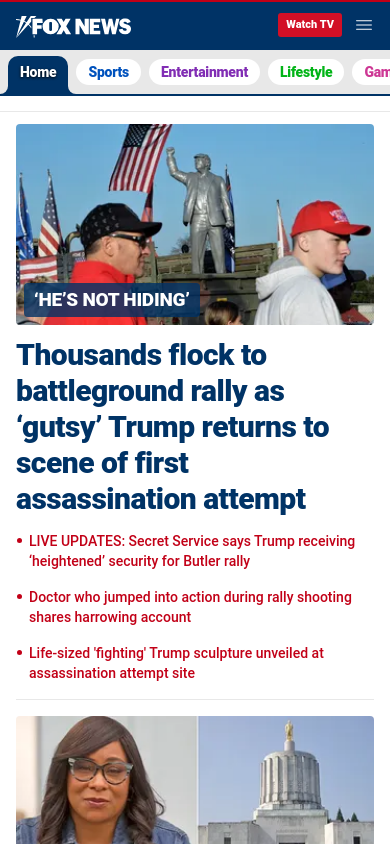 FOX NEWS
Watch TV
Home
Sports
Entertainment
Lifestyle
Gam
‘HE’S NOT HIDING’
Thousands flock to
battleground rally as
‘gutsy’ Trump returns to
scene of first
assassination attempt
• LIVE UPDATES: Secret Service says Trump receiving
‘heightened’ security for Butler rally
• Doctor who jumped into action during rally shooting
shares harrowing account
• Life-sized 'fighting' Trump sculpture unveiled at
assassination attempt site